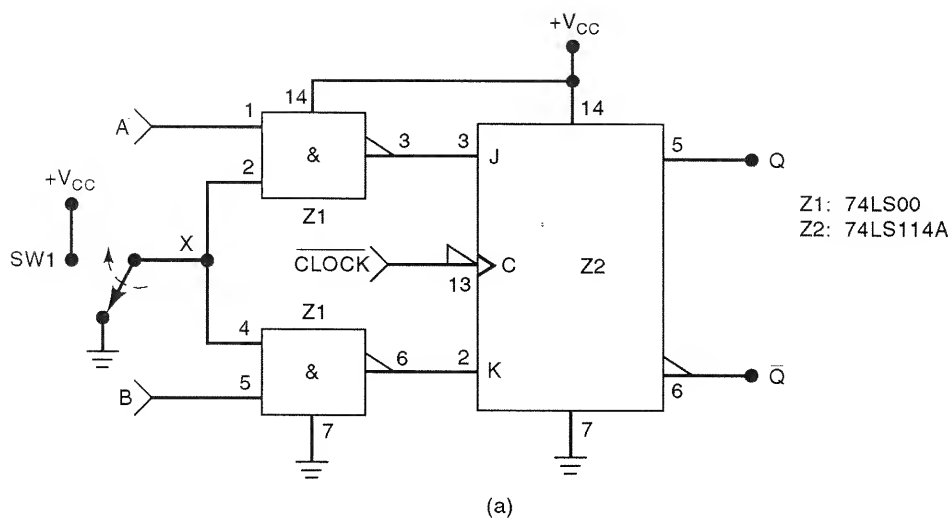 +VCC
14
14
A
1
3
3
J
5
Q
&
2
+VCC
Z1
Z1: 74LS00
Z2: 74LS114A
X
SW1
CLOCK
C
Z2
13
Z1
4
6
2
K
&
Q̅
6
B
5
7
7
(a)